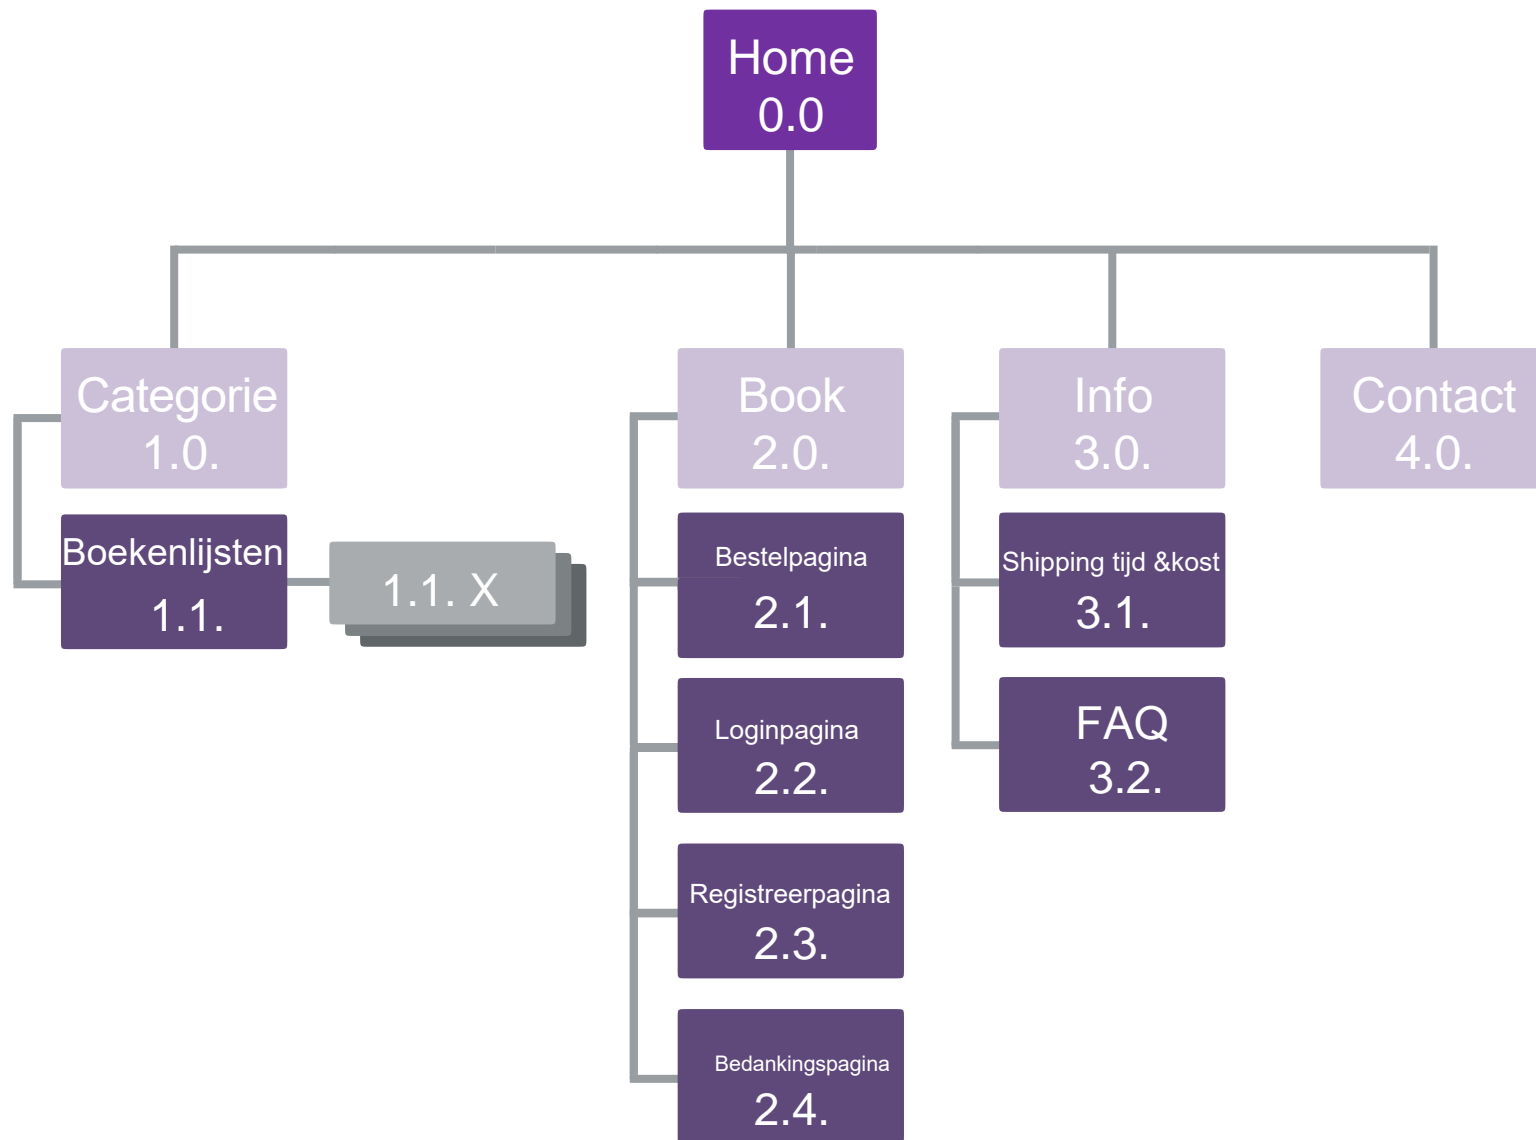 Home
0.0
Categorie
1.0.
Book
2.0.
Info
3.0.
Contact
4.0.
Boekenlijsten
1.1.
1.1. X
Bestelpagina
2.1.
Shipping tijd &kost
3.1.
Loginpagina
2.2.
FAQ
3.2.
Registreerpagina
2.3.
Bedankingspagina
2.4.